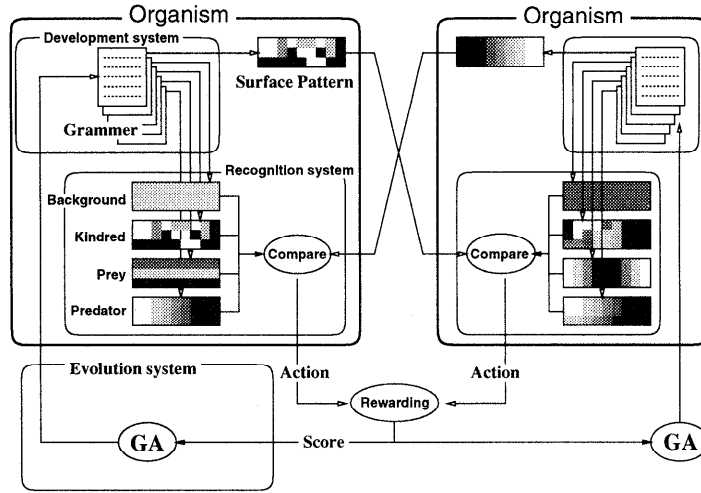 Organism
Organism
Development system
Surface Pattern
Grammer
Recognition system
Background
Kindred
Compare
Compare
Prey
Predator
Evolution system
Action
Action
Rewarding
GA
Score
GA